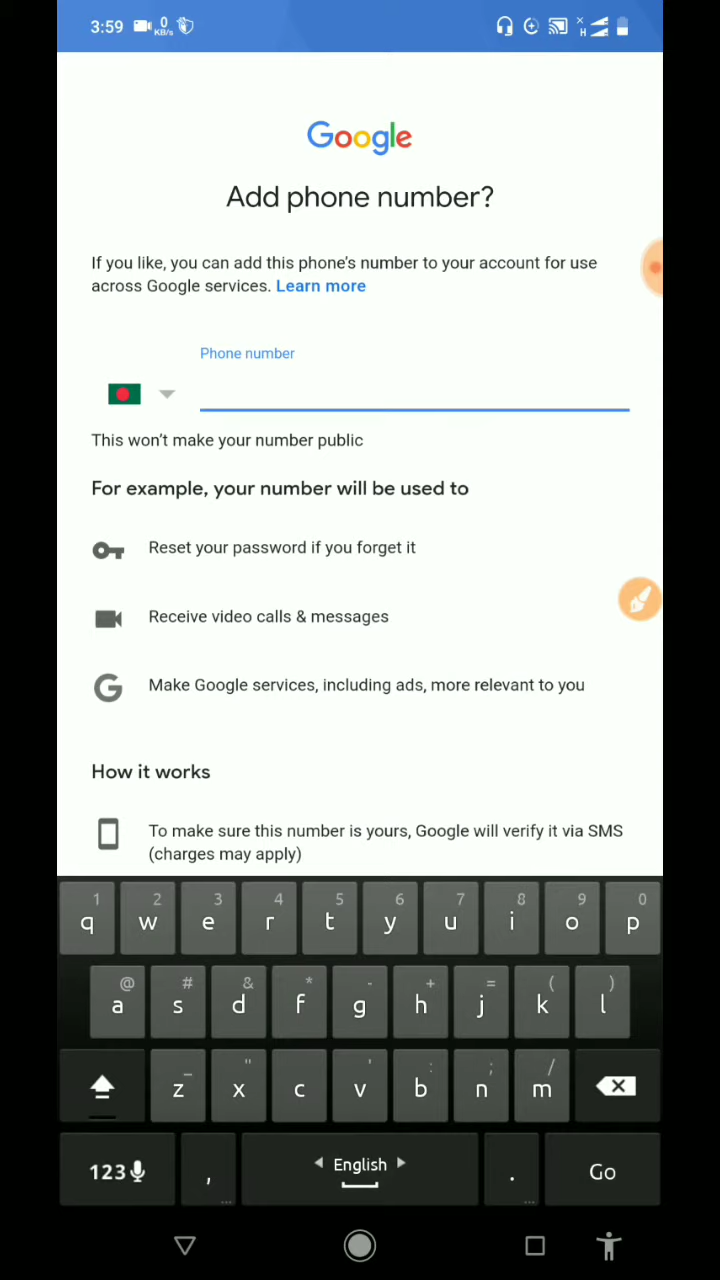 3:59 0 KB/s H
Google
Add phone number?
If you like, you can add this phone's number to your account for use
across Google services. Learn more
Phone number
This won't make your number public
For example, your number will be used to
Reset your password if you forget it
Receive video calls & messages
G Make Google services, including ads, more relevant to you
How it works
To make sure this number is yours, Google will verify it via SMS
(charges may apply)
1 2 3 4 5 6 7 8 9 0
q w e r t y u i o p
@ # & * - + = ( )
a s d f g h j k l
_ " ' : ; /
z x c v b n m
123 , English . Go